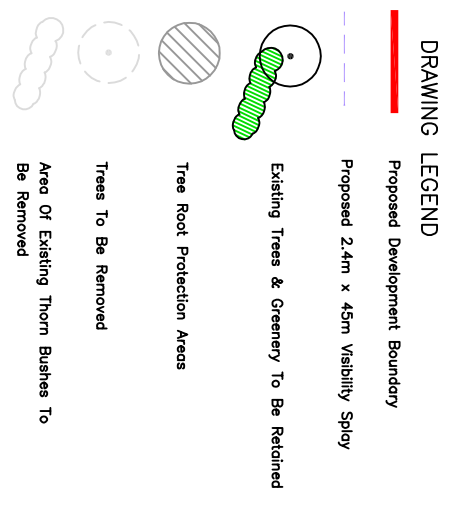 DRAWING LEGEND
Proposed Development Boundary
Proposed 2.4m x 45m Visibility Splay
Existing Trees & Greenery To Be Retained
Tree Root Protection Areas
Trees To Be Removed
Area Of Existing Thorn Bushes To
Be Removed